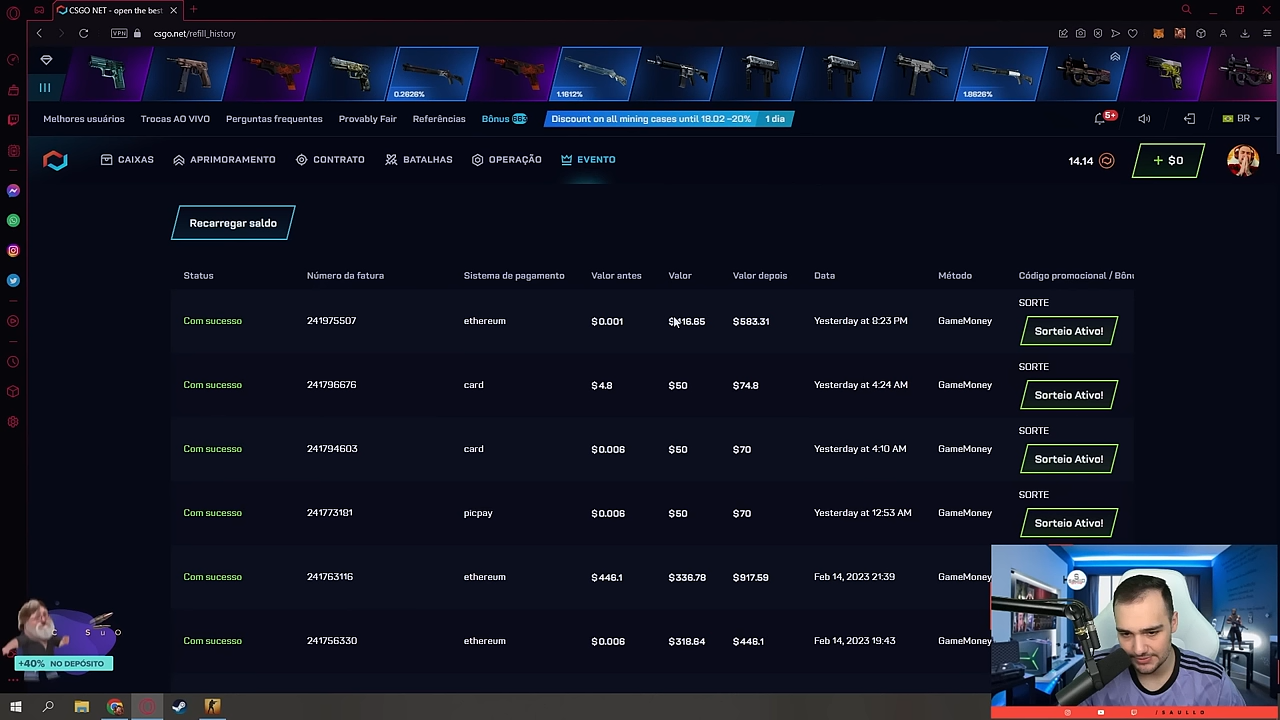 CSGO NET - open the best
VPN
csgo.net/refill_history
0.2626%
1.1612%
1.8626%
Melhores usuários
Trocas AO VIVO
Perguntas frequentes
Provably Fair
Referências
Bônus
Discount on all mining cases until 18.02 –20%
1 dia
5+
BR
CAIXAS
APRIMORAMENTO
CONTRATO
BATALHAS
OPERAÇÃO
EVENTO
14.14
+ $0
Recarregar saldo
Status Número da fatura Sistema de pagamento Valor antes Valor Valor depois Data Método Código promocional / Bônu
SORTE
Com sucesso 241975507 ethereum $0.001 $416.65 $583.31 Yesterday at 8:23 PM GameMoney Sorteio Ativo!
SORTE
Com sucesso 241796676 card $4.8 $50 $74.8 Yesterday at 4:24 AM GameMoney Sorteio Ativo!
SORTE
Com sucesso 241794603 card $0.006 $50 $70 Yesterday at 4:10 AM GameMoney Sorteio Ativo!
SORTE
Com sucesso 241773181 picpay $0.006 $50 $70 Yesterday at 12:53 AM GameMoney Sorteio Ativo!
Com sucesso 241763116 ethereum $446.1 $336.78 $917.59 Feb 14, 2023 21:39 GameMoney
Com sucesso 241756330 ethereum $0.006 $318.64 $446.1 Feb 14, 2023 19:43 GameMoney
+40% NO DEPÓSITO
/SAULLO